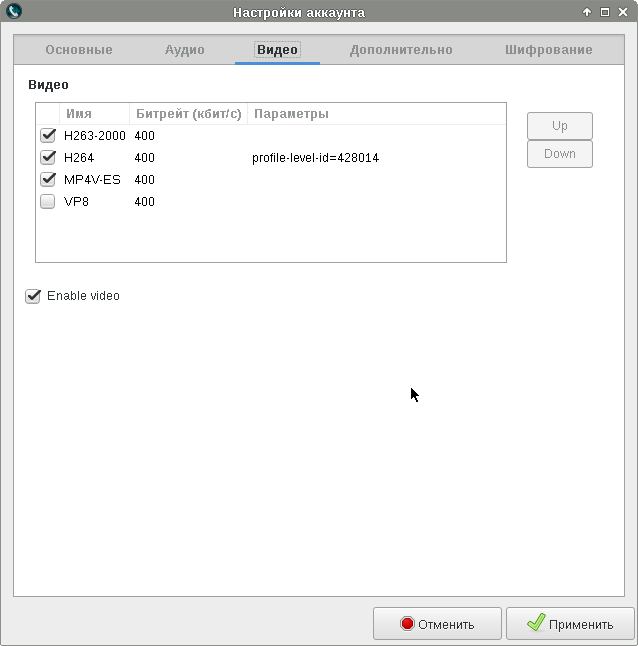 Настройки аккаунта
Основные Аудио Видео Дополнительно Шифрование
Видео
Имя Битрейт (кбит/с) Параметры
H263-2000 400
H264 400 profile-level-id=428014
MP4V-ES 400
VP8 400
Up
Down
Enable video
Отменить Применить